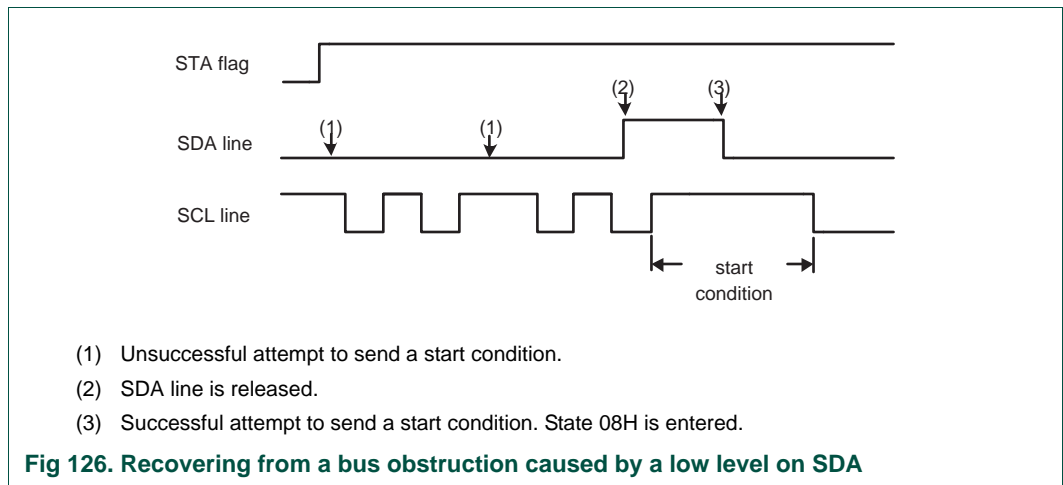 STA flag
(2) (3)
(1) (1)
SDA line
SCL line
start
condition
(1) Unsuccessful attempt to send a start condition.
(2) SDA line is released.
(3) Successful attempt to send a start condition. State 08H is entered.
Fig 126. Recovering from a bus obstruction caused by a low level on SDA